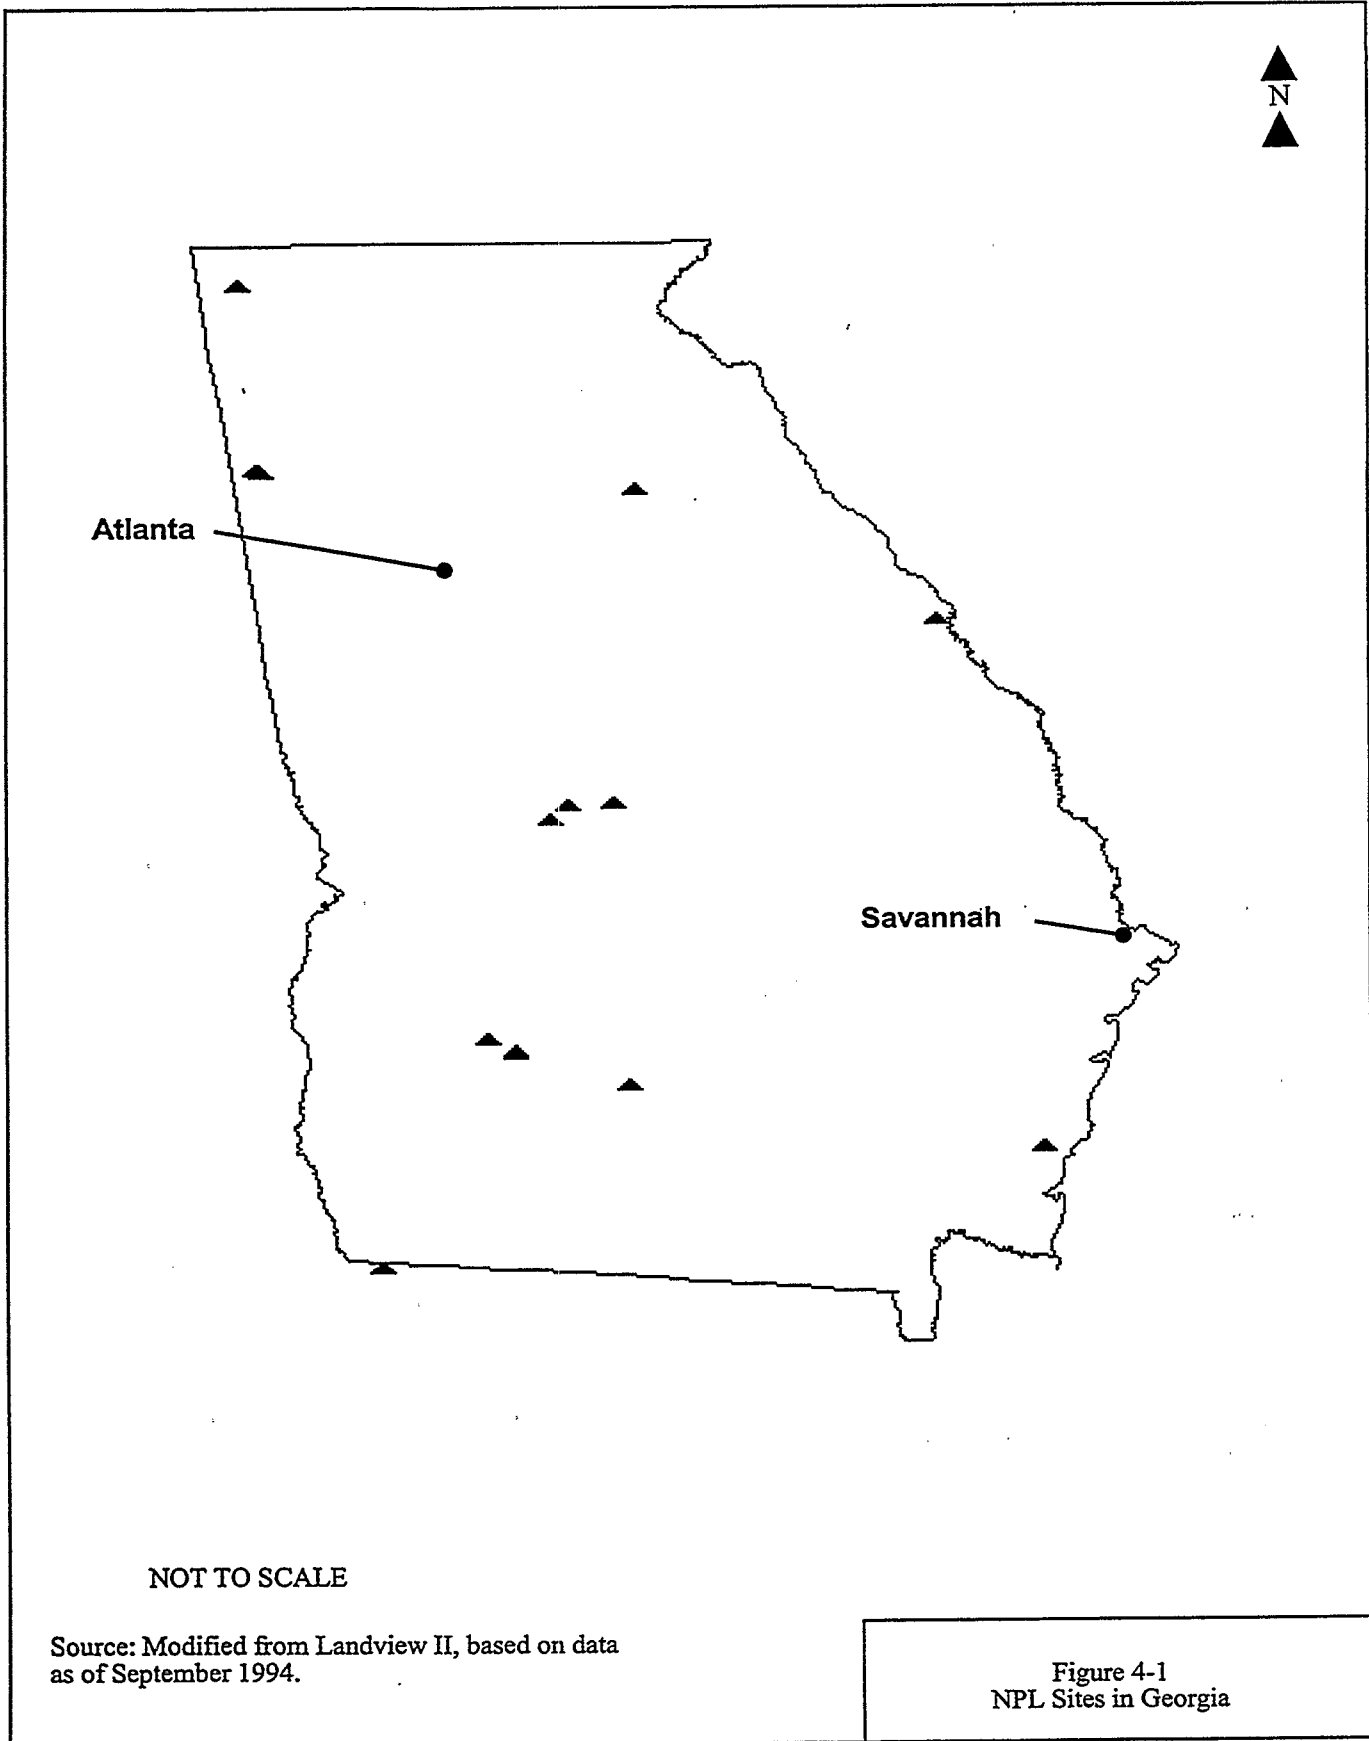 N
Atlanta
Savannah
NOT TO SCALE
Source: Modified from Landview II, based on data
as of September 1994.
Figure 4-1
NPL Sites in Georgia